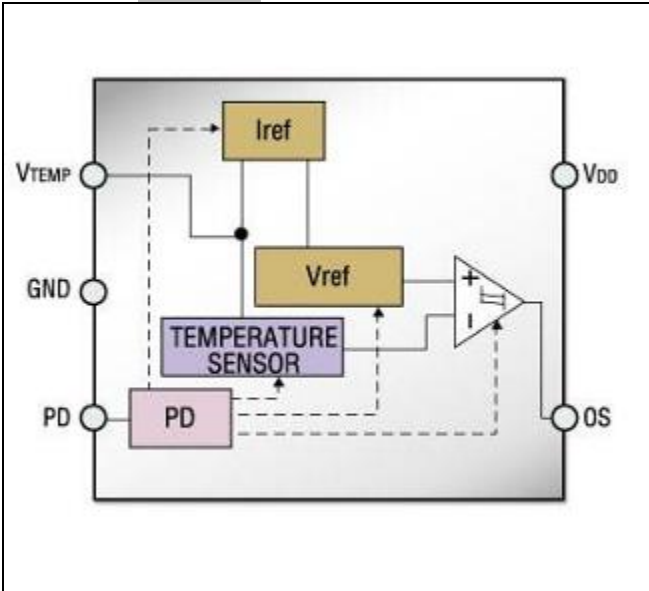 Iref
VTEMP
VDD
Vref
GND
+
TEMPERATURE
SENSOR
-
PD
PD
OS